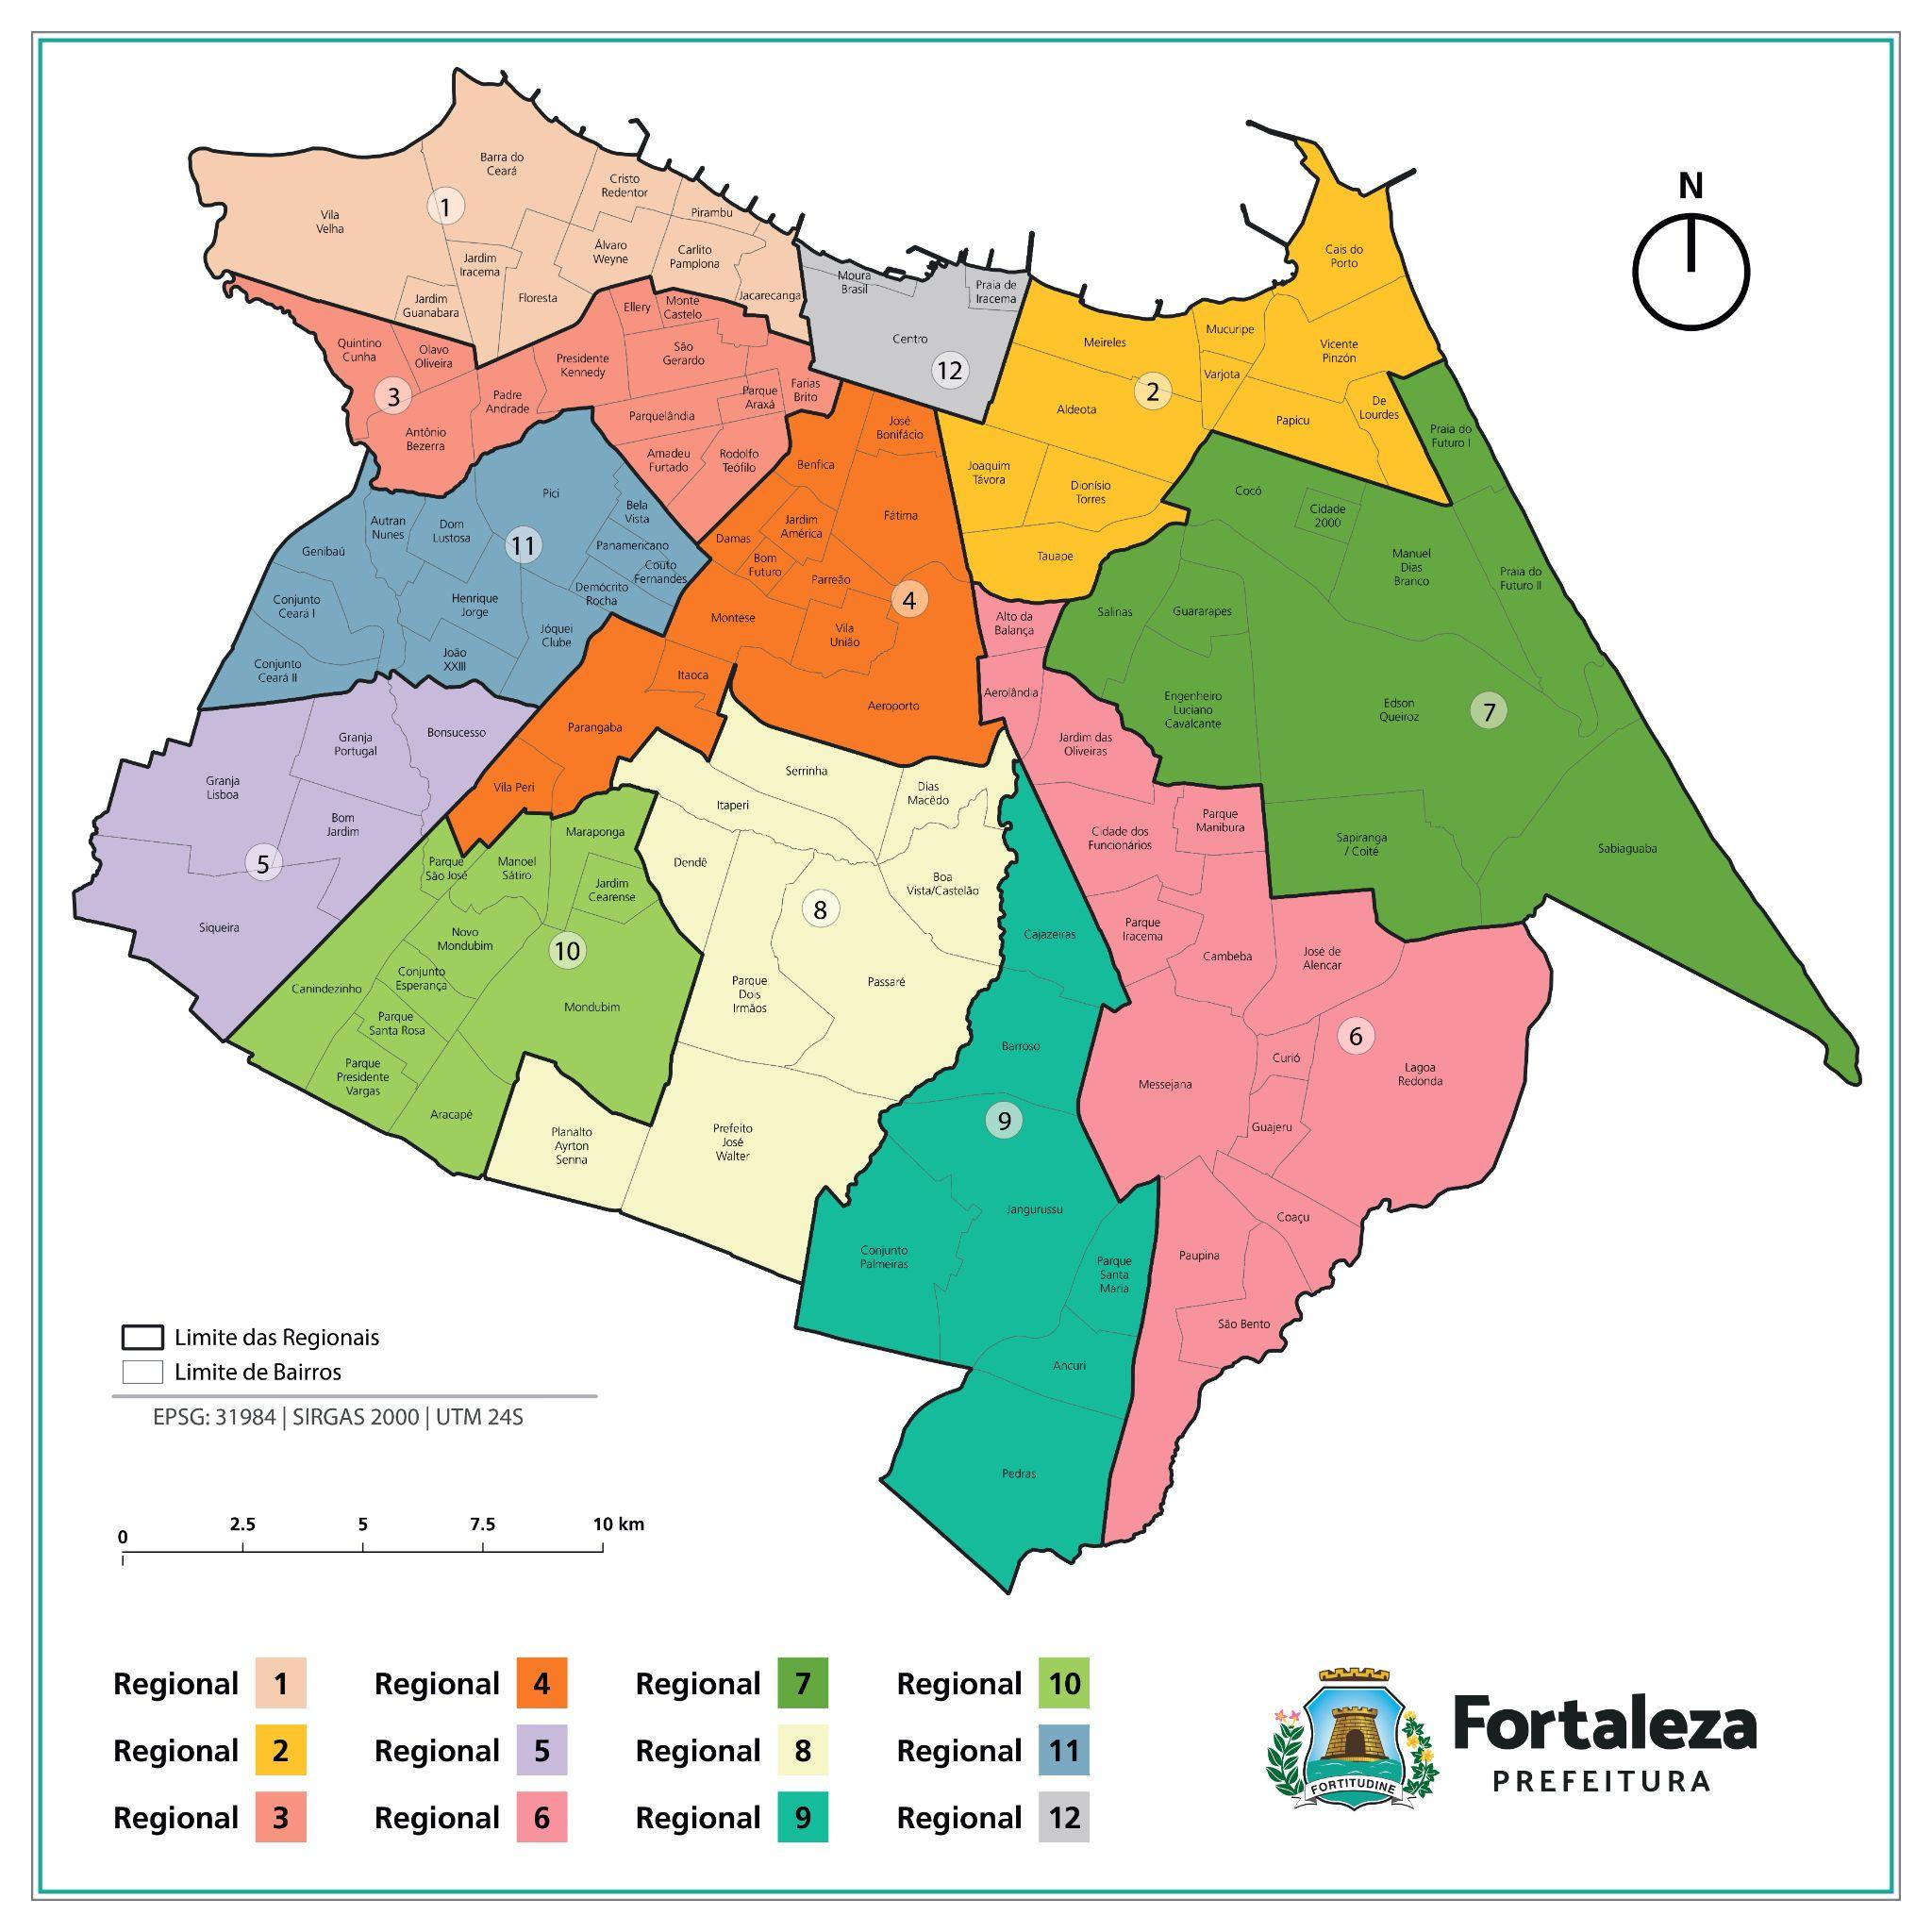 N
Barra do
Ceará
Cristo
Redentor
Pirambu
Vila
Velha
1
Álvaro
Weyne
Carlito
Pamplona
Jardim
Iracema
Floresta
Jardim
Guanabara
Jacarecanga
Moura
Brasil
Praia de
Iracema
Centro
12
Cais do
Porto
Mucuripe
Meireles
Vicente
Pinzón
Varjota
2
Aldeota
De
Lourdes
Papicu
Joaquim
Távora
Dionísio
Torres
Tauape
Ellery
Monte
Castelo
Quintino
Cunha
Olavo
Oliveira
São
Gerardo
Presidente
Kennedy
3
Padre
Andrade
Parque
Araxá
Farias
Brito
Parquelândia
Antônio
Bezerra
Amadeu
Furtado
Rodolfo
Teófilo
José
Bonifácio
Benfica
Fátima
Jardim
América
Damas
Bom
Futuro
Parreão
4
Montese
Vila
União
Itaoca
Aeroporto
Parangaba
Vila Peri
Pici
Bela
Vista
Autran
Nunes
Dom
Lustosa
11
Panamericano
Genibaú
Couto
Fernandes
Demócrito
Rocha
Conjunto
Ceará I
Henrique
Jorge
Jóquei
Clube
João
XXIII
Conjunto
Ceará II
Praia do
Futuro I
Cocó
Cidade
2000
Manuel
Dias
Branco
Praia do
Futuro II
Salinas
Guararapes
Engenheiro
Luciano
Cavalcante
Edson
Queiroz
7
Sapiranga
/ Coité
Sabiaguaba
Granja
Portugal
Bonsucesso
Granja
Lisboa
Bom
Jardim
5
Siqueira
Maraponga
Parque
São José
Manoel
Sátiro
Jardim
Cearense
Novo
Mondubim
10
Conjunto
Esperança
Canindezinho
Mondubim
Parque
Santa Rosa
Parque
Presidente
Vargas
Aracapé
Serrinha
Itaperi
Dias
Macêdo
Dendê
Boa
Vista/Castelão
8
Parque
Dois
Irmãos
Passaré
Planalto
Ayrton
Senna
Prefeito
José
Walter
Cajazeiras
Barroso
9
Jangurussu
Conjunto
Palmeiras
Parque
Santa
Maria
Ancuri
Pedras
Alto da
Balança
Aerolândia
Jardim das
Oliveiras
Cidade dos
Funcionários
Parque
Manibura
Parque
Iracema
Cambeba
José de
Alencar
6
Curió
Lagoa
Redonda
Messejana
Guajeru
Coaçu
Paupina
São Bento
Limite das Regionais
Limite de Bairros
EPSG: 31984 | SIRGAS 2000 | UTM 24S
0 2.5 5 7.5 10 km
Regional 1
Regional 2
Regional 3
Regional 4
Regional 5
Regional 6
Regional 7
Regional 8
Regional 9
Regional 10
Regional 11
Regional 12
FORTITUDINE
Fortaleza
PREFEITURA